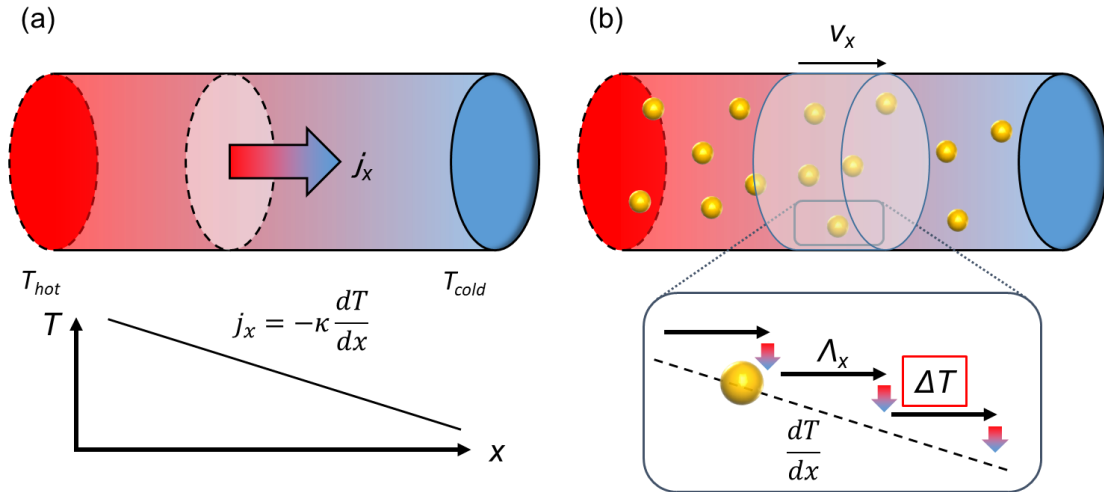 (a)
j_x
T_hot
T_cold
T
j_x = −κ dT/dx
x
(b)
v_x
Λ_x
ΔT
dT/dx